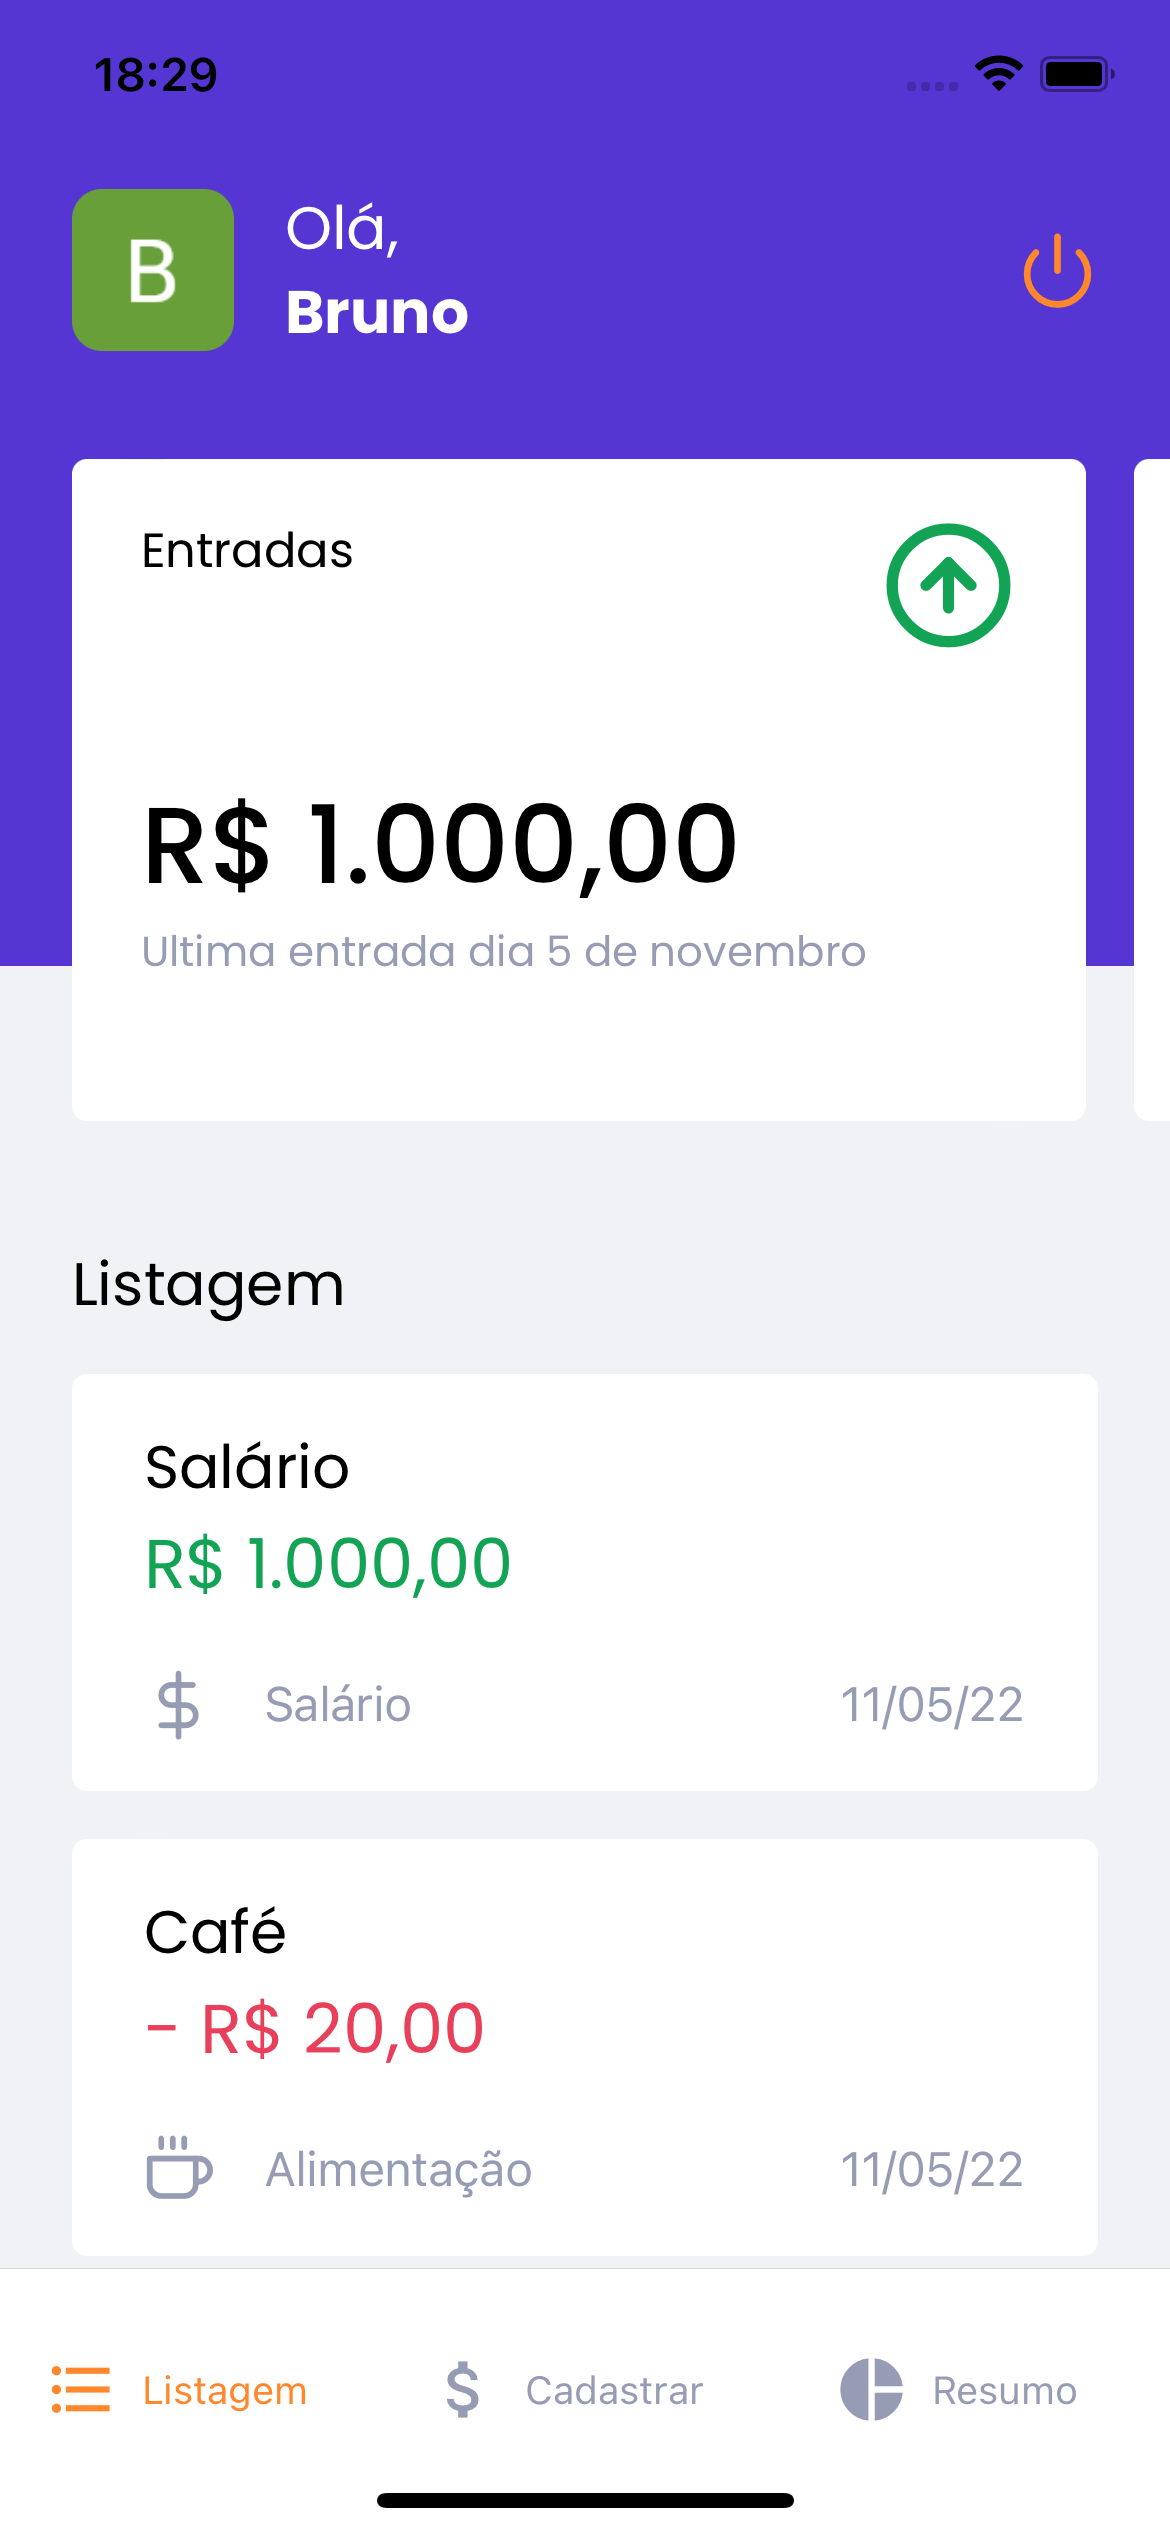 18:29
B
Olá,
Bruno
Entradas
R$ 1.000,00
Ultima entrada dia 5 de novembro
Listagem
Salário
R$ 1.000,00
Salário 11/05/22
Café
- R$ 20,00
Alimentação 11/05/22
Listagem Cadastrar Resumo